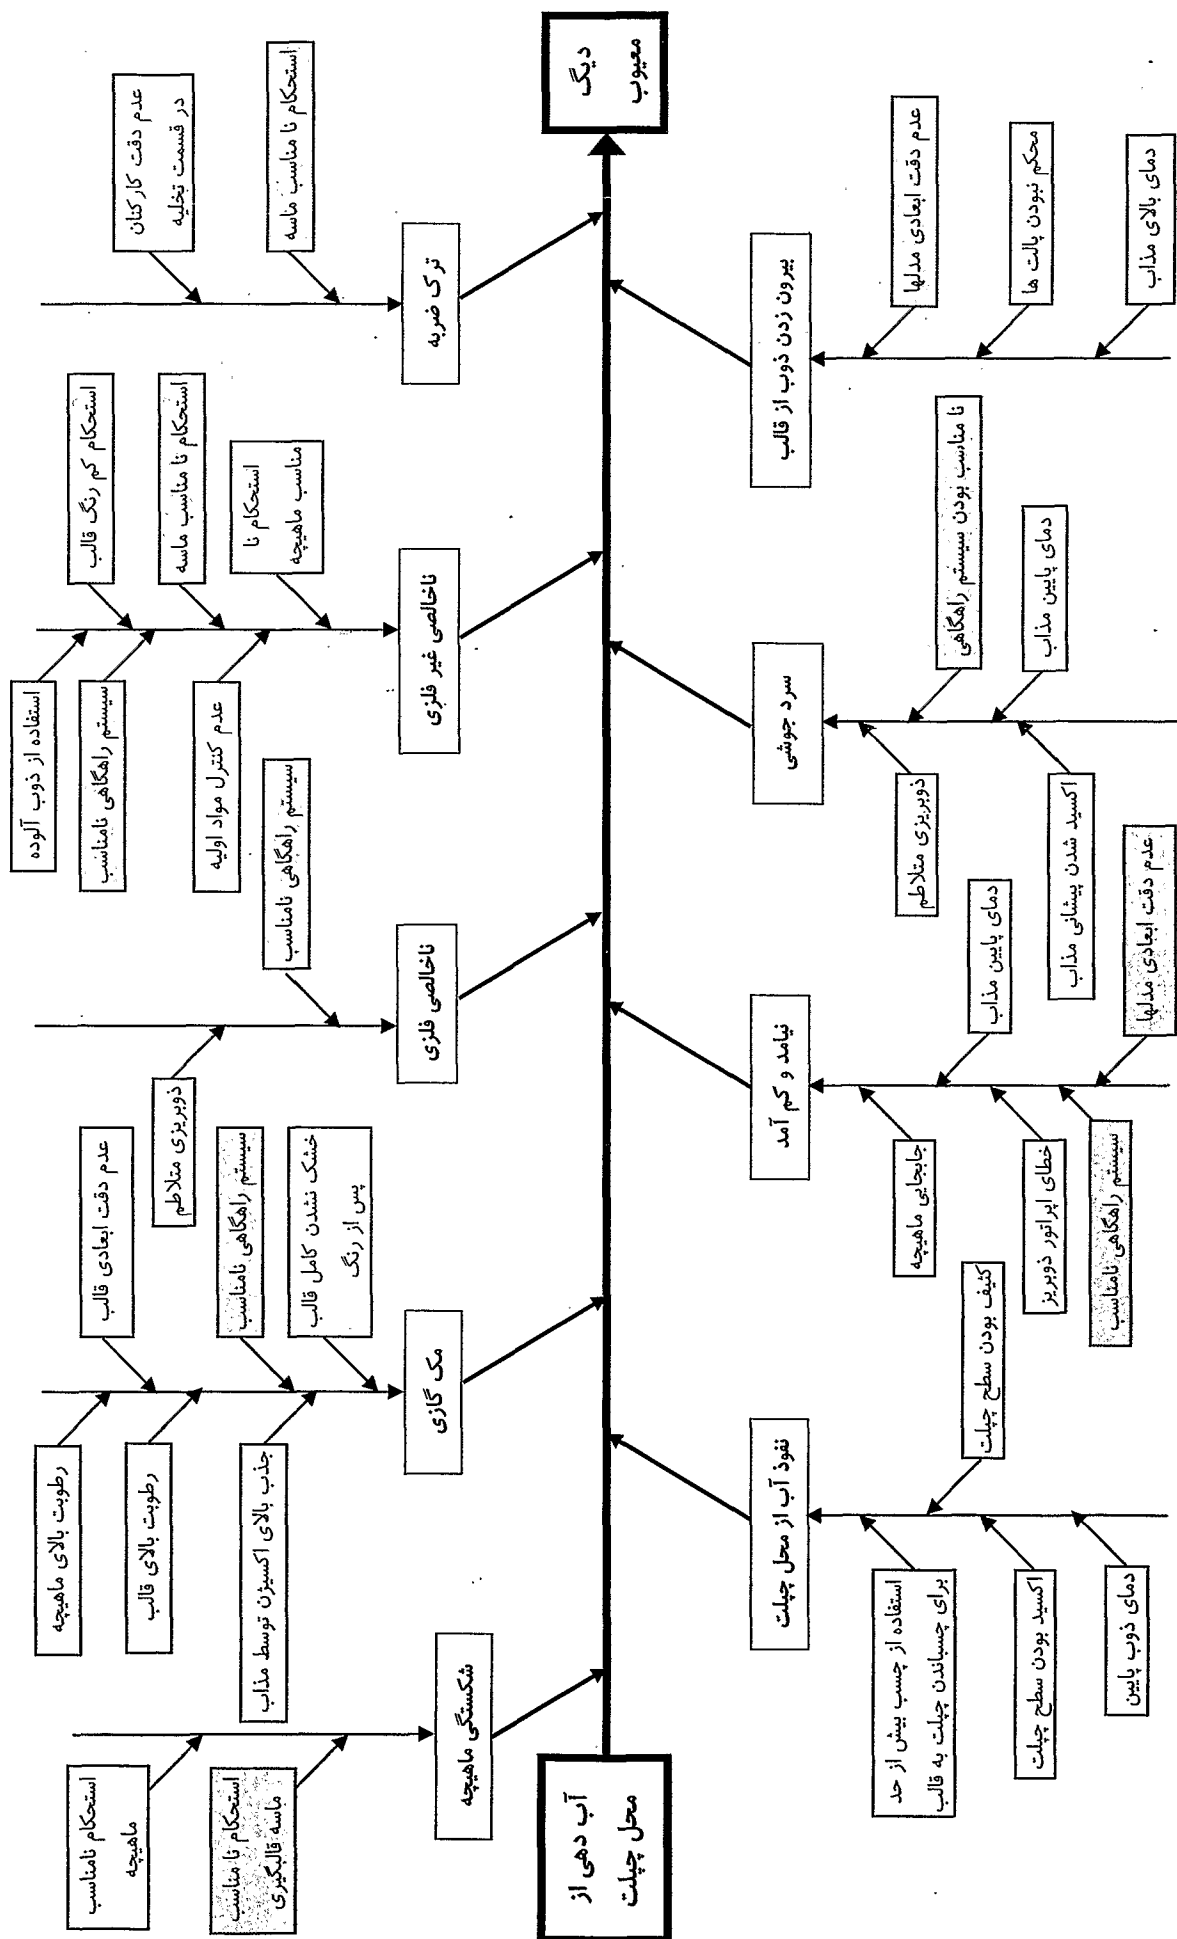 دیگ
معیوب
استحکام نا مناسب ماسه
عدم دقت کارکنان
در قسمت تخلیه
ترک ضربه
استحکام کم رنگ قالب
استحکام نا مناسب ماسه
استحکام نا
مناسب ماهیچه
ناخالصی غیر فلزی
استفاده از ذوب آلوده
سیستم راهگاهی نامناسب
عدم کنترل مواد اولیه
سیستم راهگاهی نامناسب
ناخالصی فلزی
ذوبریزی متلاطم
عدم دقت ابعادی قالب
سیستم راهگاهی نامناسب
خشک نشدن کامل قالب
پس از رنگ
مک گازی
رطوبت بالای ماهیچه
رطوبت بالای قالب
جذب بالای اکسیژن توسط مذاب
شکستگی ماهیچه
استحکام نامناسب
ماهیچه
استحکام نا مناسب
ماسه قالبگیری
آب دهی از
محل چپلت
عدم دقت ابعادی مدلها
محکم نبودن پالت ها
دمای بالای مذاب
بیرون زدن ذوب از قالب
نا مناسب بودن سیستم راهگاهی
دمای پایین مذاب
سرد جوشی
ذوبریزی متلاطم
اکسید شدن پیشانی مذاب
عدم دقت ابعادی مدلها
دمای پایین مذاب
نیامد و کم آمد
جابجایی ماهیچه
خطای اپراتور ذوبریز
سیستم راهگاهی نامناسب
کثیف بودن سطح چپلت
نفوذ آب از محل چپلت
استفاده از چسب بیش از حد
برای چسباندن چپلت به قالب
اکسید بودن سطح چپلت
دمای ذوب پایین